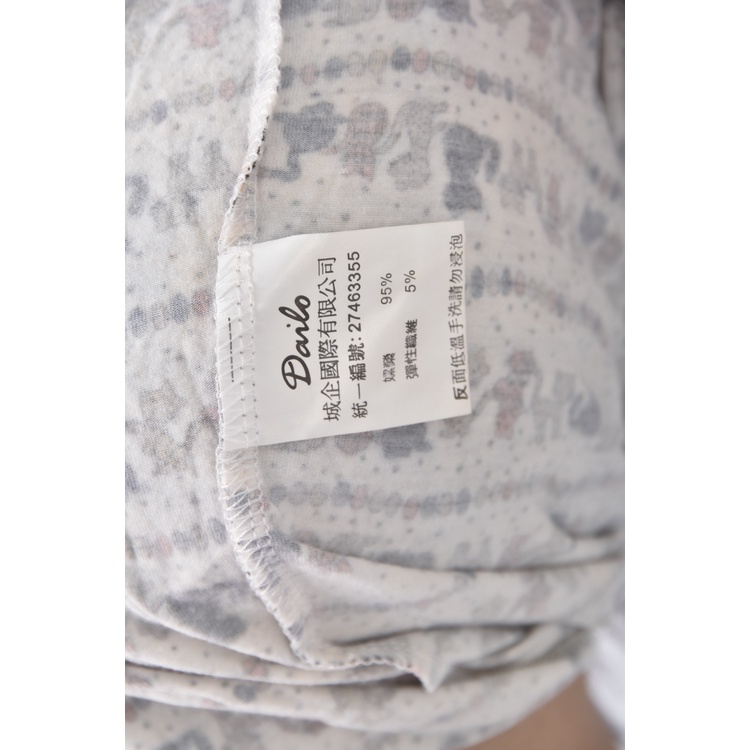 Dailo
城企國際有限公司
統一編號: 27463355
嫘縈 95%
彈性纖維 5%
反面低溫手洗請勿浸泡